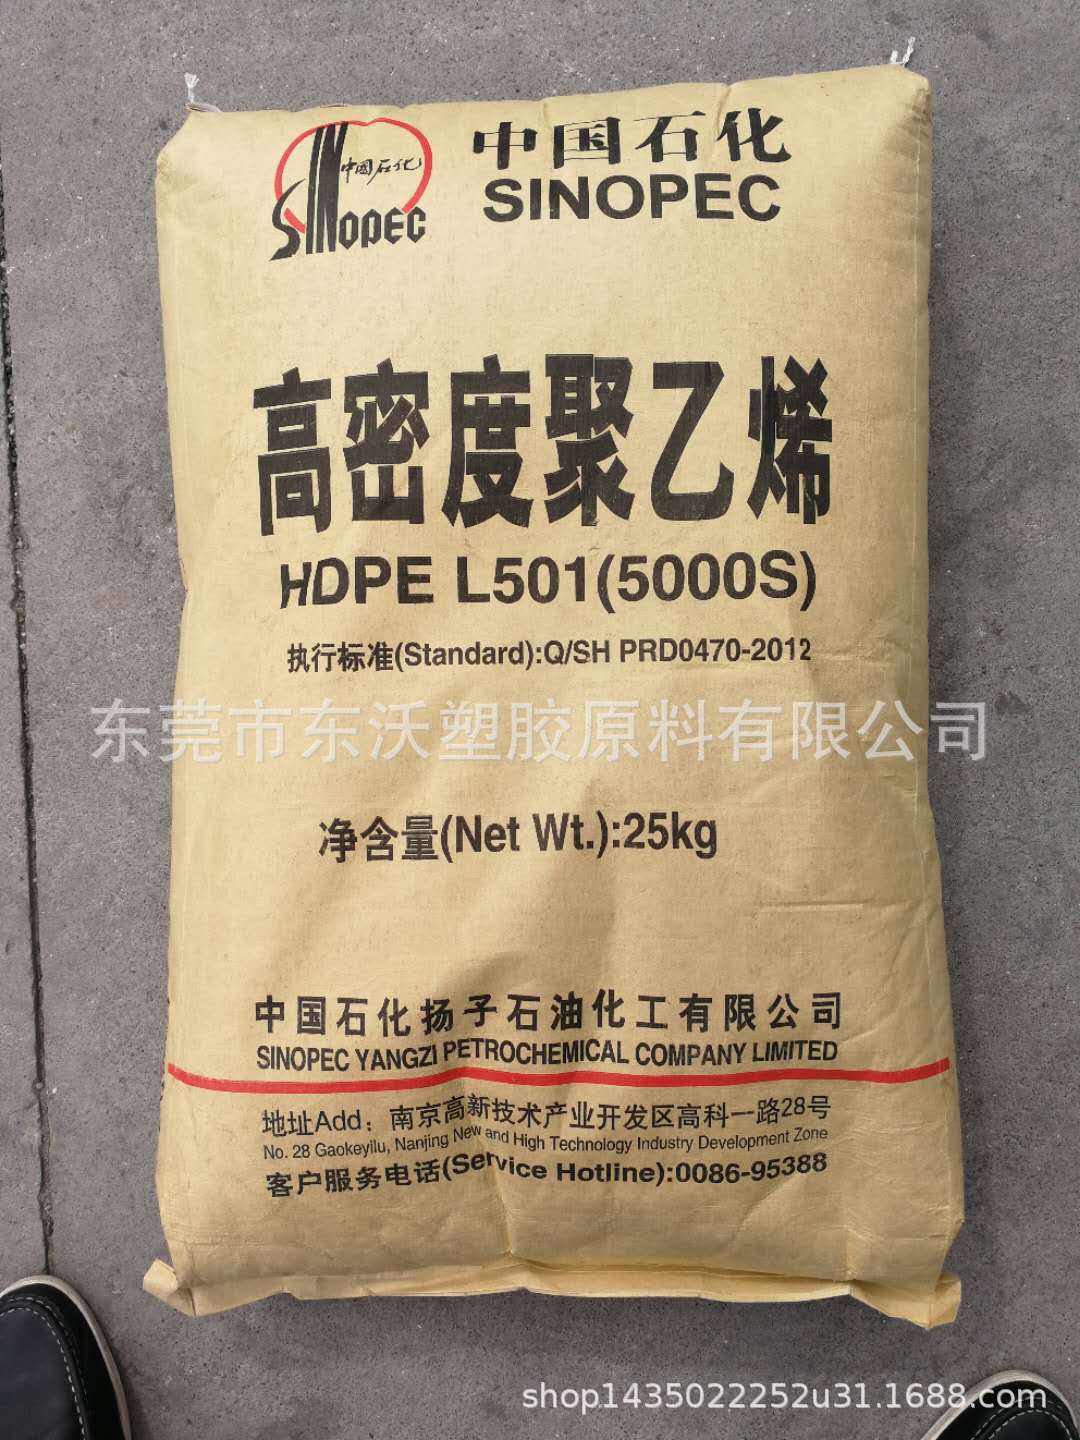 中国石化
SINOPEC
中国石化
SINOPEC
高密度聚乙烯
HDPE L501(5000S)
执行标准(Standard):Q/SH PRD0470-2012
东莞市东沃塑胶原料有限公司
净含量(Net Wt.):25kg
中国石化扬子石油化工有限公司
SINOPEC YANGZI PETROCHEMICAL COMPANY LIMITED
地址Add：南京高新技术产业开发区高科一路28号
No. 28 Gaokeyilu, Nanjing New and High Technology Industry Development Zone
客户服务电话(Service Hotline):0086-95388
shop1435022252u31.1688.com